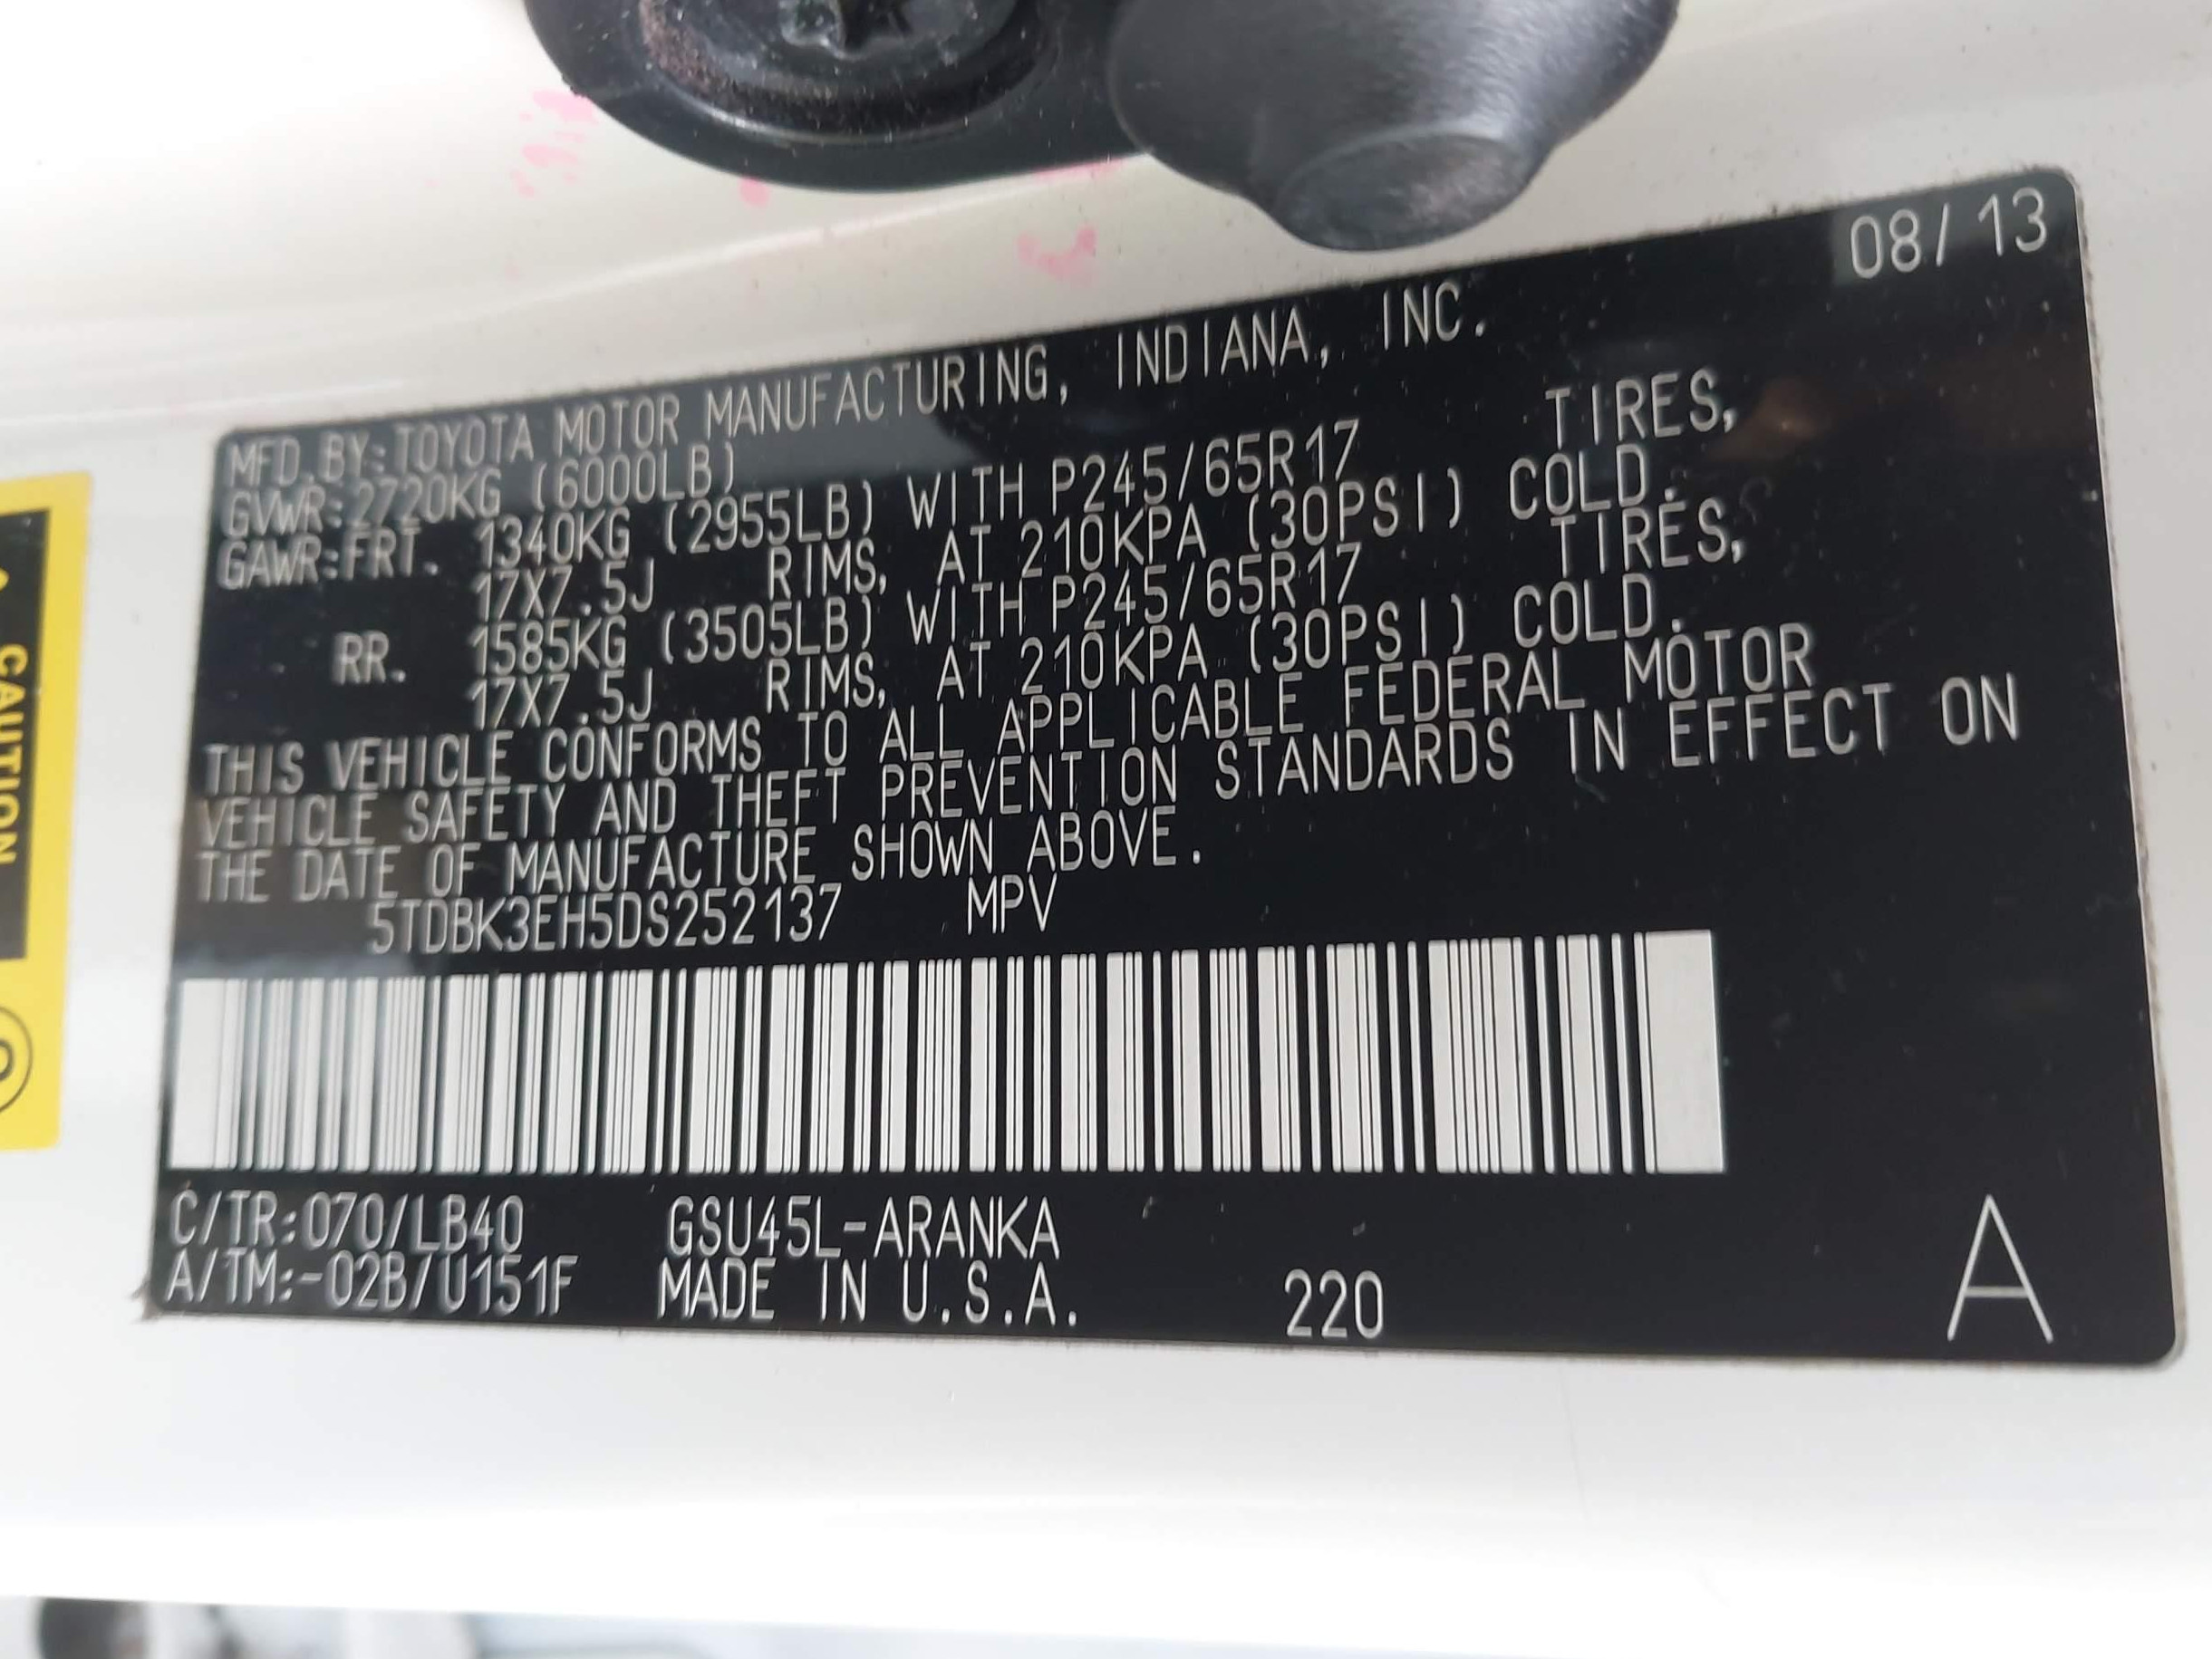 08/13
MFD.BY:TOYOTA MOTOR MANUFACTURING, INDIANA, INC.
GVWR:2720KG (6000LB)
GAWR:FRT. 1340KG (2955LB) WITH P245/65R17 TIRES,
17X7.5J RIMS, AT 210KPA (30PSI) COLD.
RR. 1585KG (3505LB) WITH P245/65R17 TIRES,
17X7.5J RIMS, AT 210KPA (30PSI) COLD.
THIS VEHICLE CONFORMS TO ALL APPLICABLE FEDERAL MOTOR
VEHICLE SAFETY AND THEFT PREVENTION STANDARDS IN EFFECT ON
THE DATE OF MANUFACTURE SHOWN ABOVE.
5TDBK3EH5DS252137 MPV
C/TR:070/LB40 GSU45L-ARANKA
A/TM:-02B/U151F MADE IN U.S.A. 220 A
CAUTION